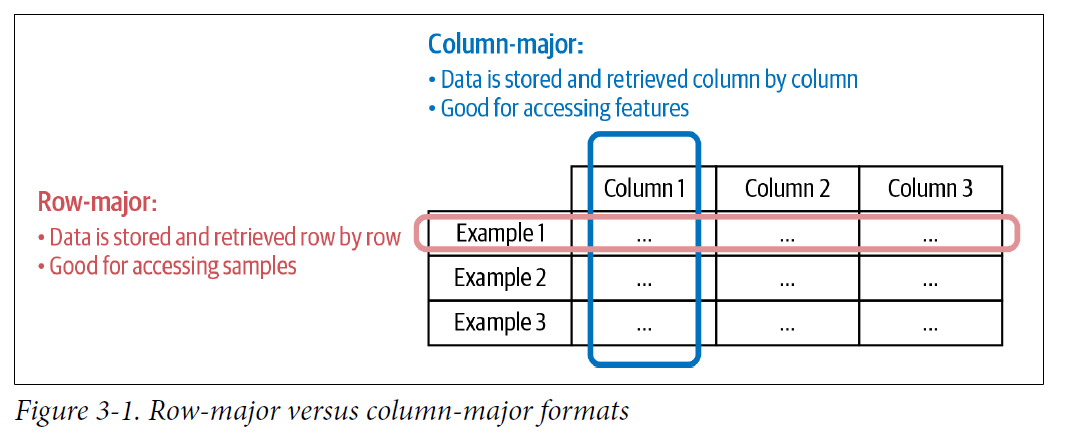 Column-major:
• Data is stored and retrieved column by column
• Good for accessing features
Row-major:
• Data is stored and retrieved row by row
• Good for accessing samples
Column 1 Column 2 Column 3
Example 1 ... ... ...
Example 2 ... ... ...
Example 3 ... ... ...
Figure 3-1. Row-major versus column-major formats